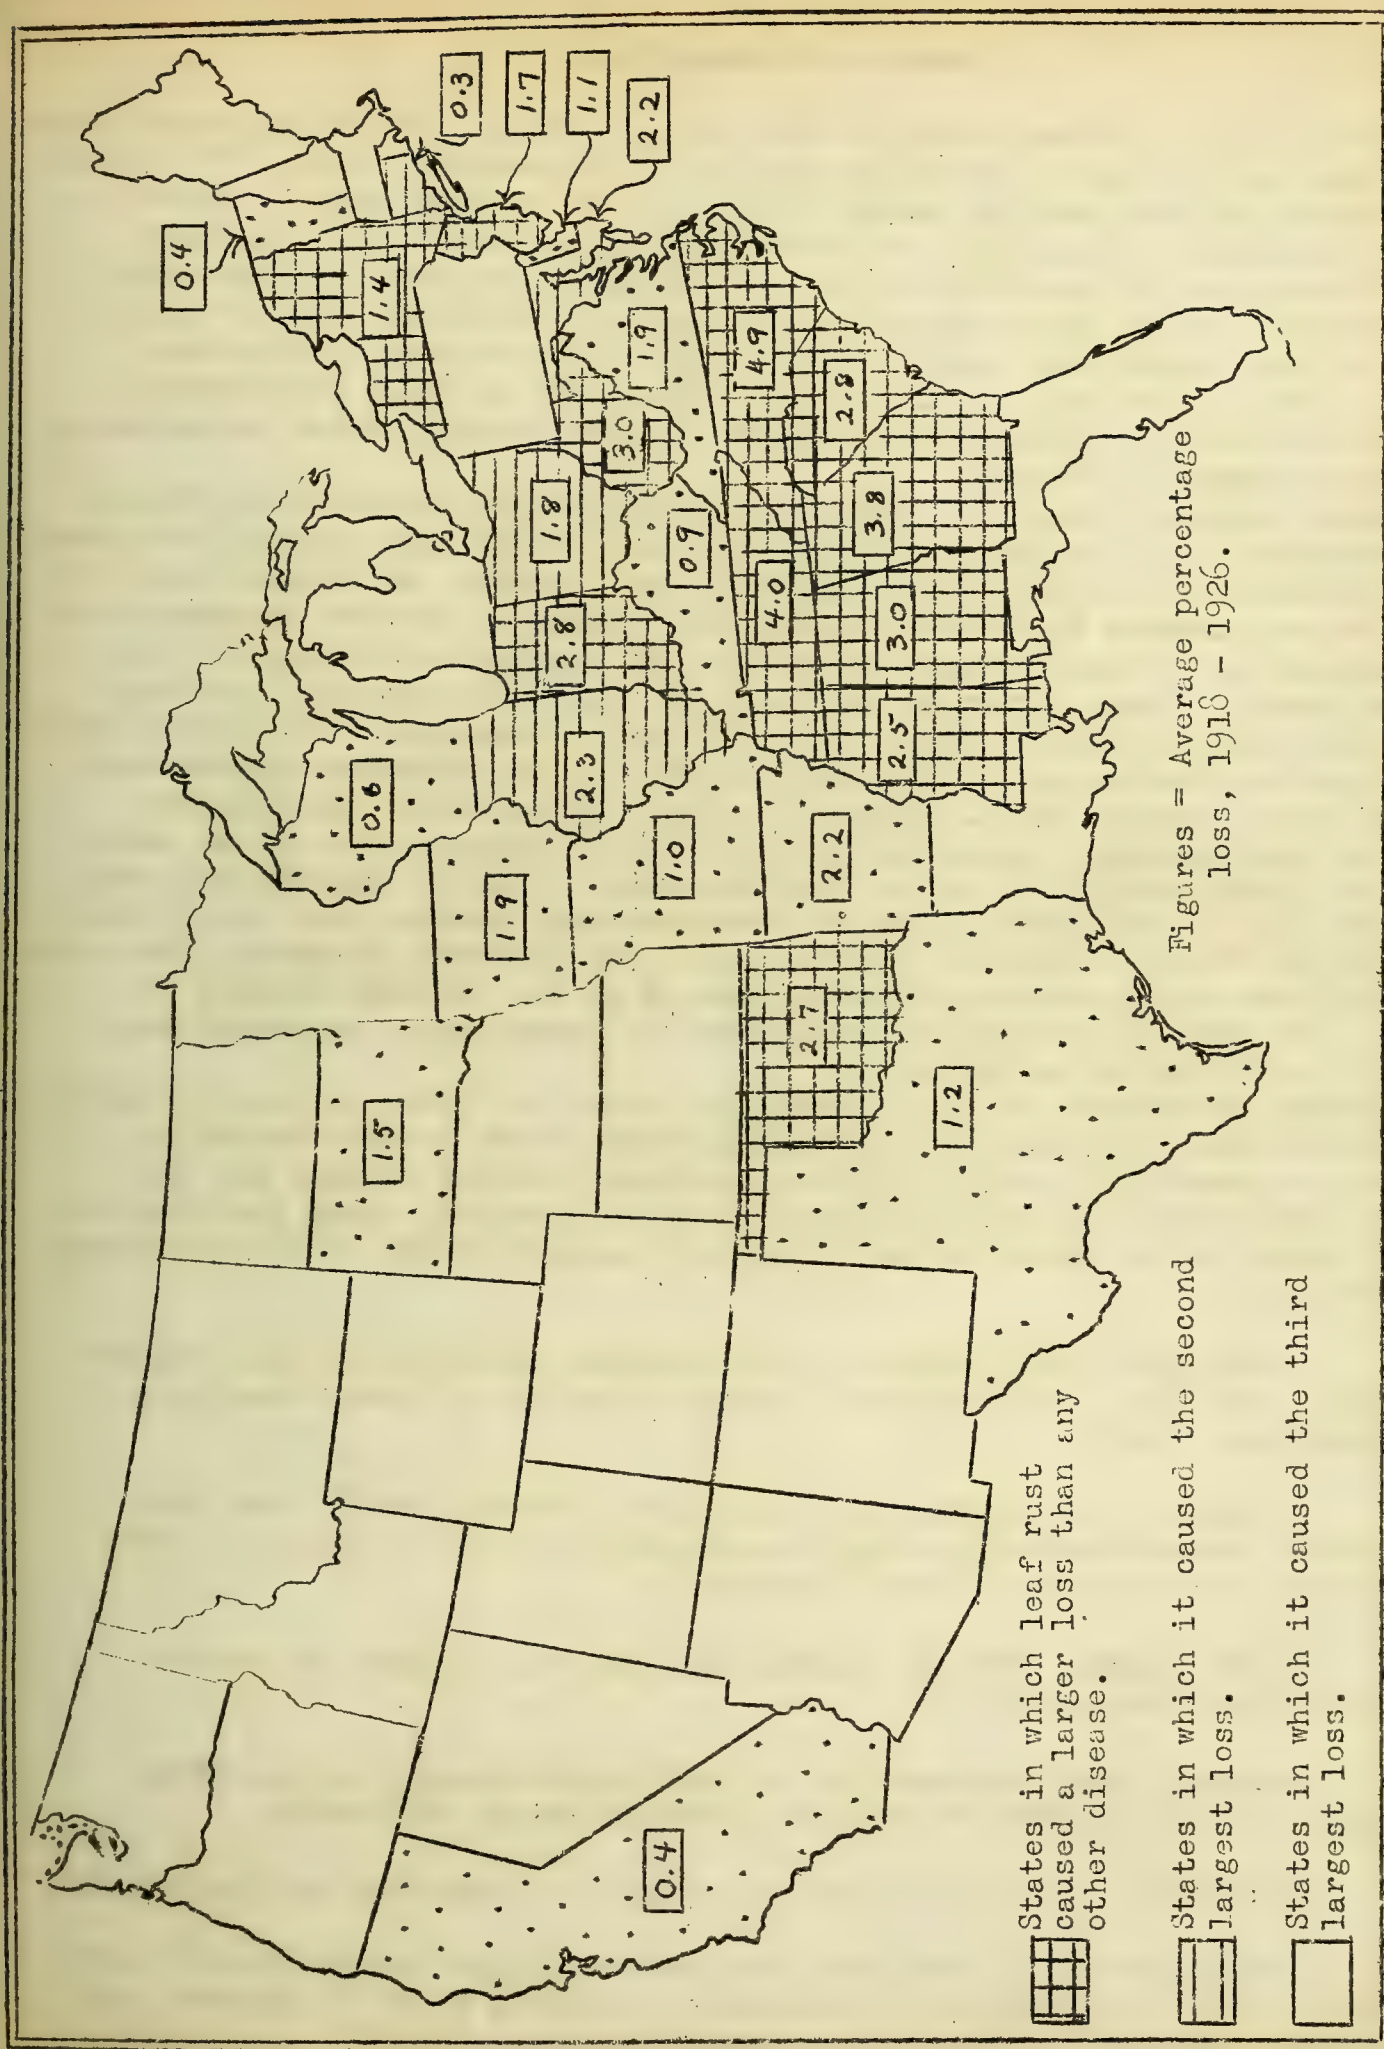 0.4
1.5
0.6
1.4
0.3
1.9
1.7
2.3
2.8
1.8
1.1
0.4
1.0
3.0
1.9
2.2
0.9
4.0
4.9
2.7
2.2
2.8
2.5
3.0
3.8
1.2
States in which leaf rust
caused a larger loss than any
other disease.
States in which it caused the second
largest loss.
States in which it caused the third
largest loss.
Figures = Average percentage
loss, 1918 - 1926.